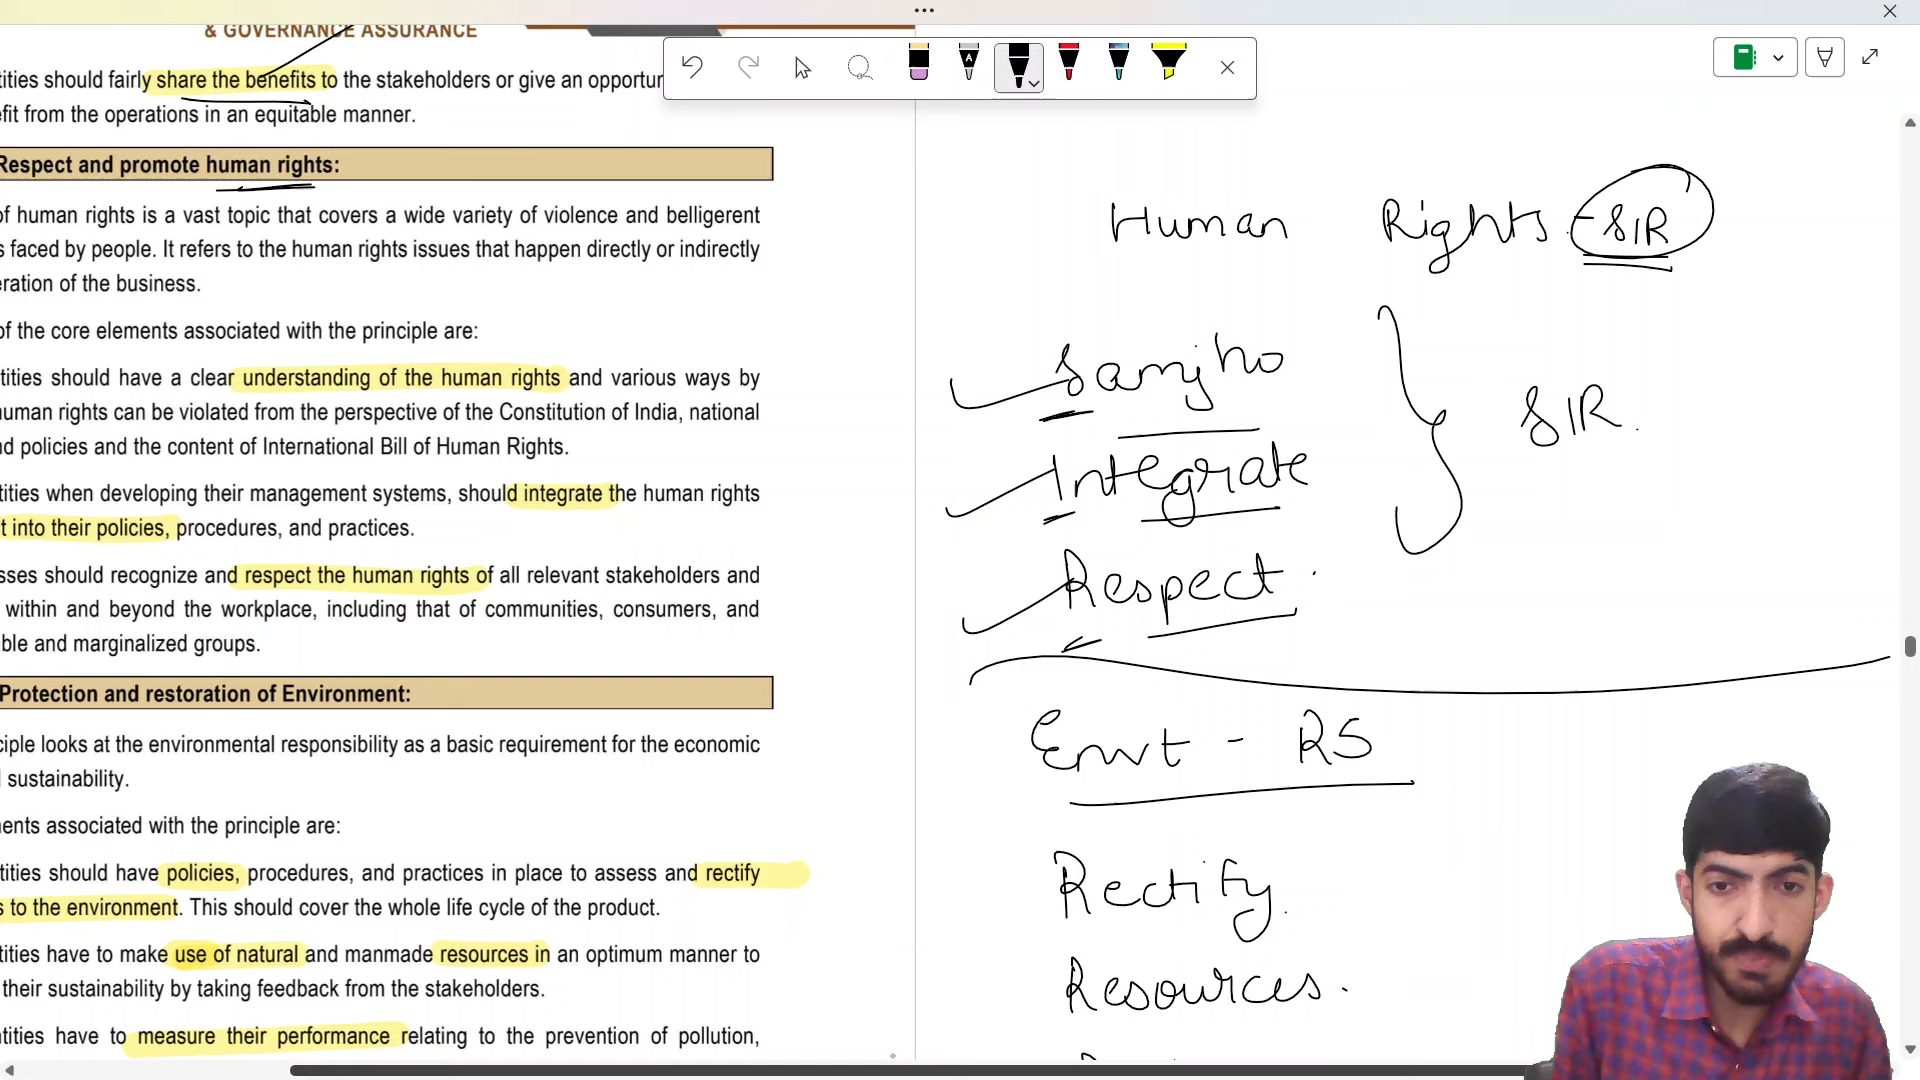 & GOVERNANCE ASSURANCE
tities should fairly share the benefits to the stakeholders or give an opportur
efit from the operations in an equitable manner.
Respect and promote human rights:
of human rights is a vast topic that covers a wide variety of violence and belligerent
s faced by people. It refers to the human rights issues that happen directly or indirectly
eration of the business.
of the core elements associated with the principle are:
tities should have a clear understanding of the human rights and various ways by
human rights can be violated from the perspective of the Constitution of India, national
nd policies and the content of International Bill of Human Rights.
tities when developing their management systems, should integrate the human rights
t into their policies, procedures, and practices.
sses should recognize and respect the human rights of all relevant stakeholders and
within and beyond the workplace, including that of communities, consumers, and
ble and marginalized groups.
Protection and restoration of Environment:
ciple looks at the environmental responsibility as a basic requirement for the economic
l sustainability.
nents associated with the principle are:
tities should have policies, procedures, and practices in place to assess and rectify
s to the environment. This should cover the whole life cycle of the product.
tities have to make use of natural and manmade resources in an optimum manner to
their sustainability by taking feedback from the stakeholders.
ntities have to measure their performance relating to the prevention of pollution,
Human Rights - SIR
Samjho
Integrate
Respect.
SIR.
Envt - RS
Rectify.
Resources.